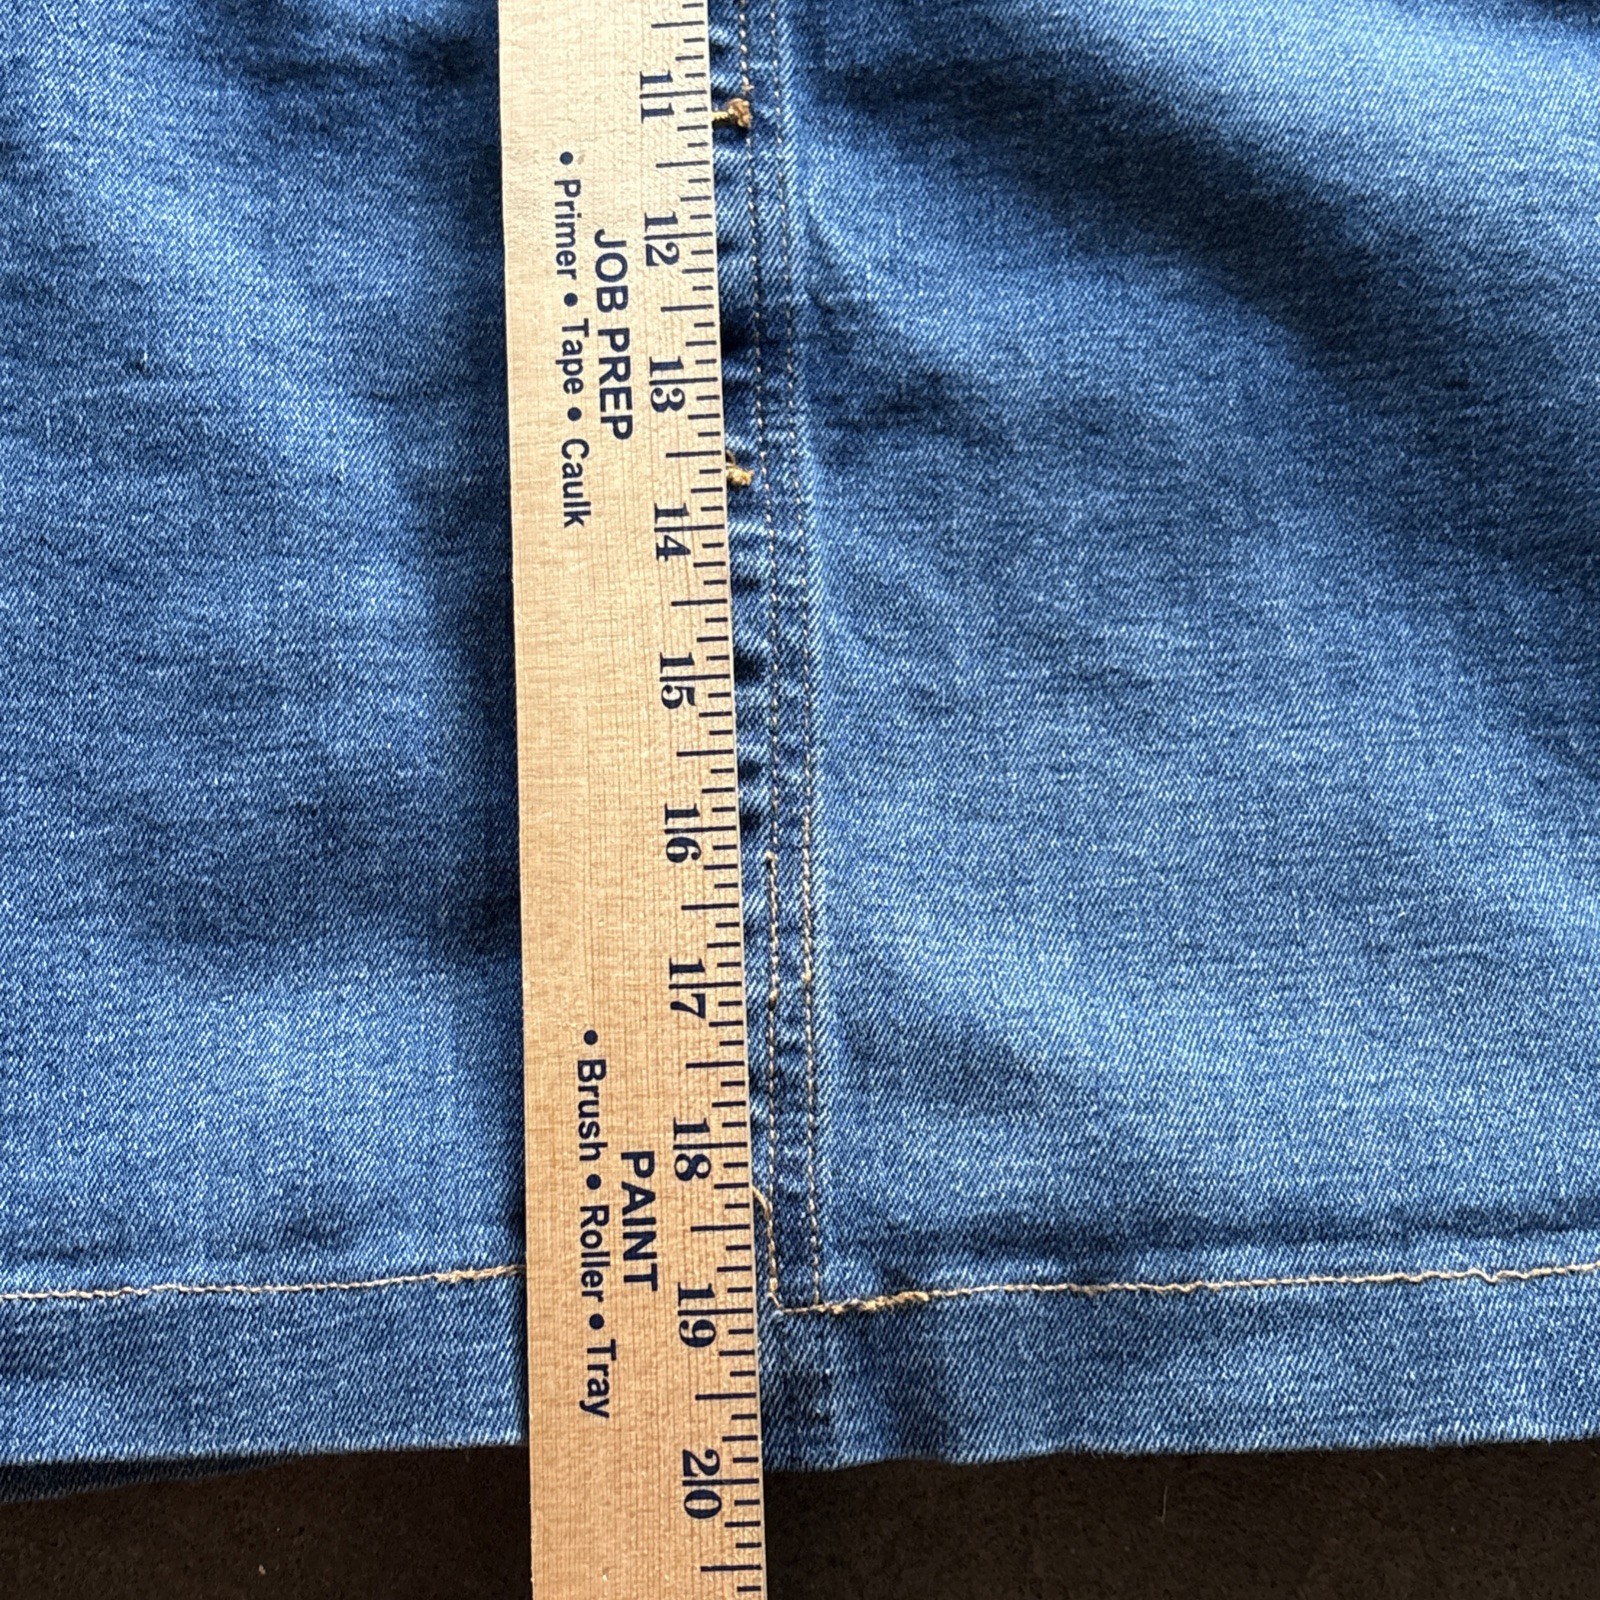 11
12
13
14
15
16
17
18
19
20
JOB PREP
• Primer • Tape • Caulk
PAINT
• Brush • Roller • Tray